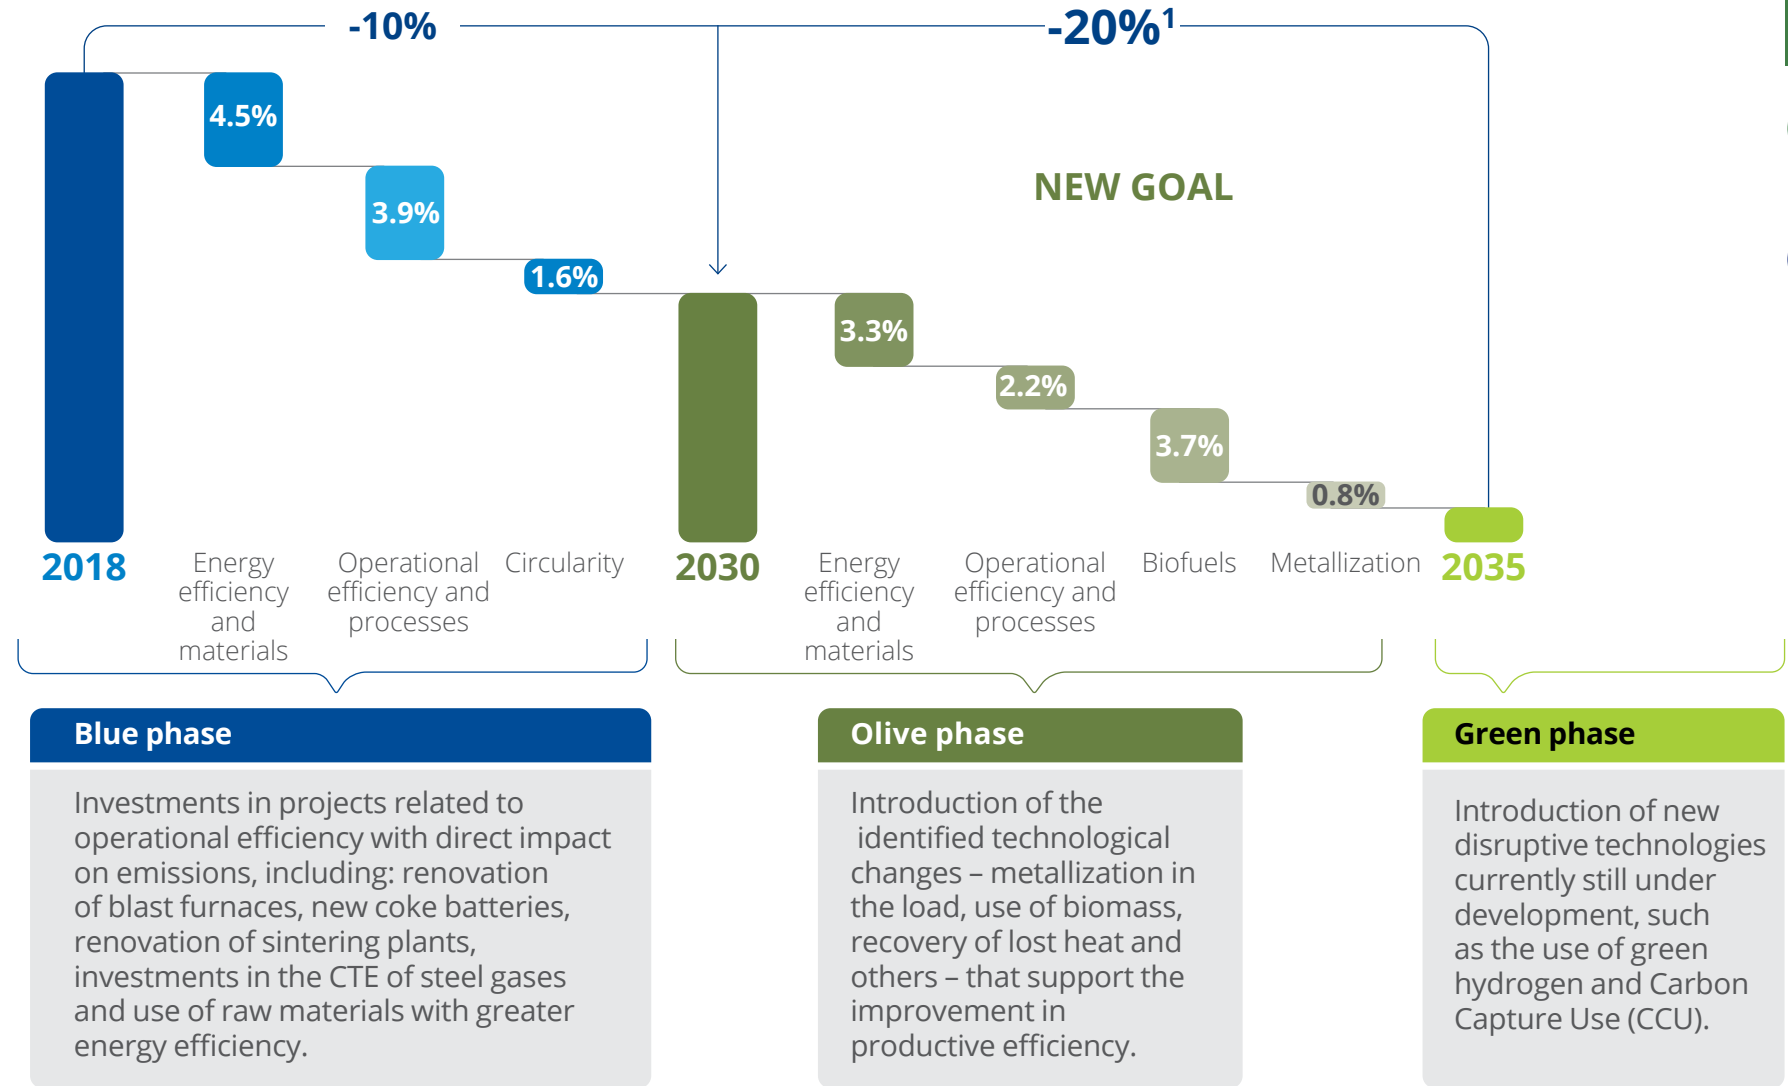 -10%
-20%¹
4.5%
3.9%
1.6%
NEW GOAL
3.3%
2.2%
3.7%
0.8%
2018
Energy
efficiency
and
materials
Operational
efficiency and
processes
Circularity
2030
Energy
efficiency
and
materials
Operational
efficiency and
processes
Biofuels
Metallization
2035
Blue phase
Investments in projects related to
operational efficiency with direct impact
on emissions, including: renovation
of blast furnaces, new coke batteries,
renovation of sintering plants,
investments in the CTE of steel gases
and use of raw materials with greater
energy efficiency.
Olive phase
Introduction of the
identified technological
changes – metallization in
the load, use of biomass,
recovery of lost heat and
others – that support the
improvement in
productive efficiency.
Green phase
Introduction of new
disruptive technologies
currently still under
development, such
as the use of green
hydrogen and Carbon
Capture Use (CCU).